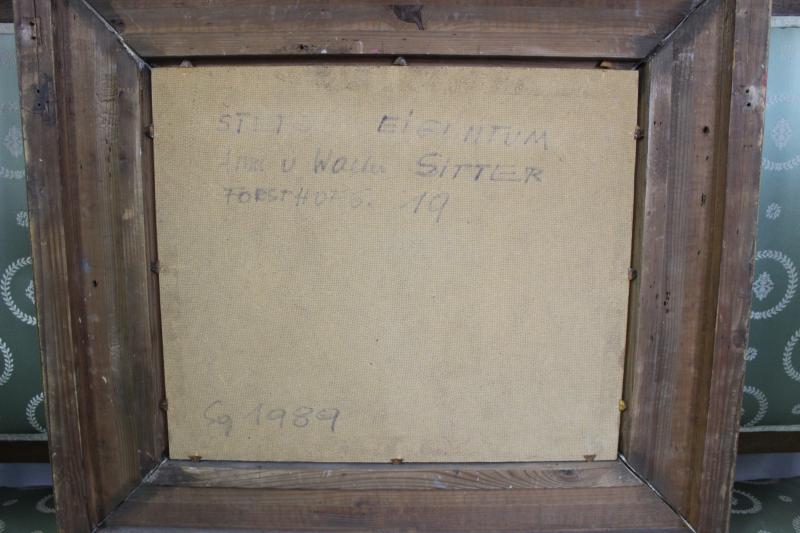 EIGENTUM
u SITTER
FORSTHOFG. 19
Sg 1989